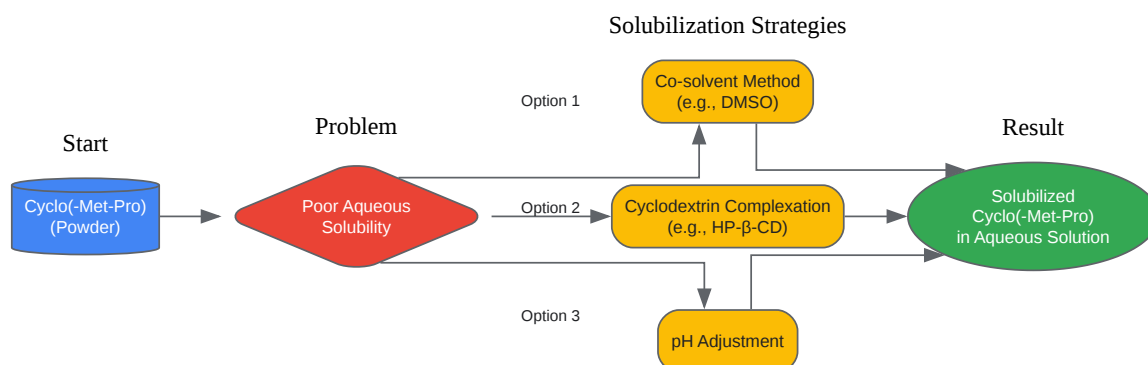 Solubilization Strategies
Start
Problem
Result
Cyclo(-Met-Pro)
(Powder)
Poor Aqueous
Solubility
Option 1
Co-solvent Method
(e.g., DMSO)
Option 2
Cyclodextrin Complexation
(e.g., HP-β-CD)
Option 3
pH Adjustment
Solubilized
Cyclo(-Met-Pro)
in Aqueous Solution